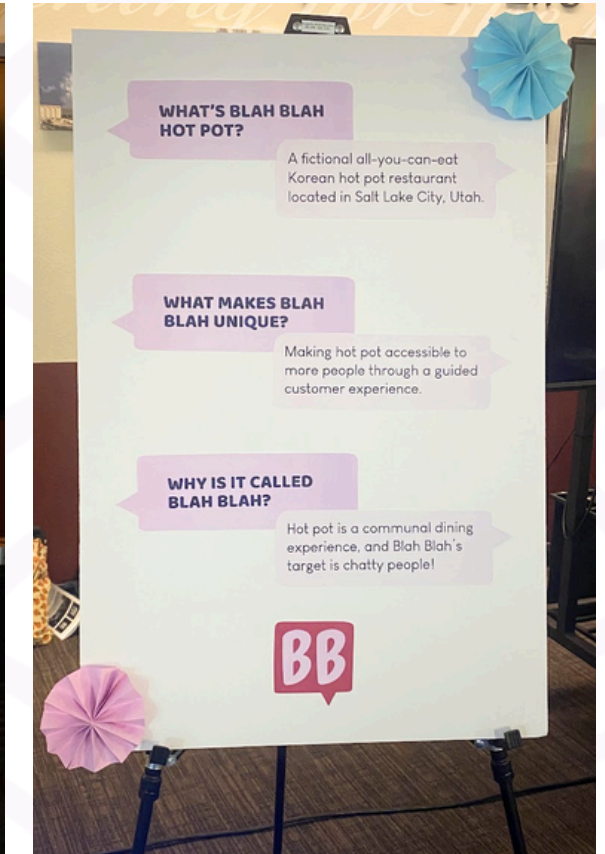 WHAT'S BLAH BLAH
HOT POT?
A fictional all-you-can-eat
Korean hot pot restaurant
located in Salt Lake City, Utah.
WHAT MAKES BLAH
BLAH UNIQUE?
Making hot pot accessible to
more people through a guided
customer experience.
WHY IS IT CALLED
BLAH BLAH?
Hot pot is a communal dining
experience, and Blah Blah's
target is chatty people!
BB